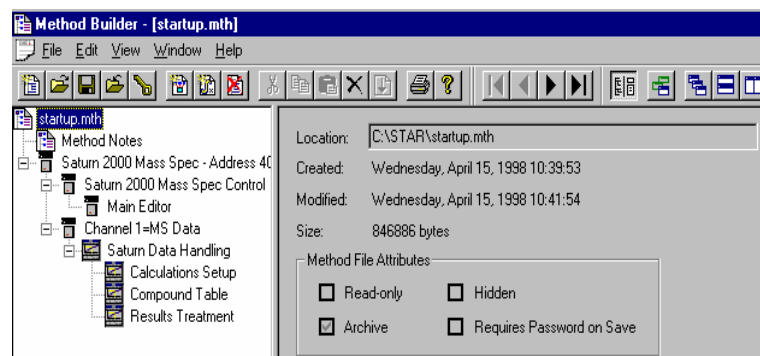 Method Builder - [startup.mth]
File Edit View Window Help
startup.mth
Method Notes
Saturn 2000 Mass Spec - Address 40
Saturn 2000 Mass Spec Control
Main Editor
Channel 1=MS Data
Saturn Data Handling
Calculations Setup
Compound Table
Results Treatment
Location: C:\STAR\startup.mth
Created: Wednesday, April 15, 1998 10:39:53
Modified: Wednesday, April 15, 1998 10:41:54
Size: 846886 bytes
Method File Attributes
Read-only Hidden
Archive Requires Password on Save